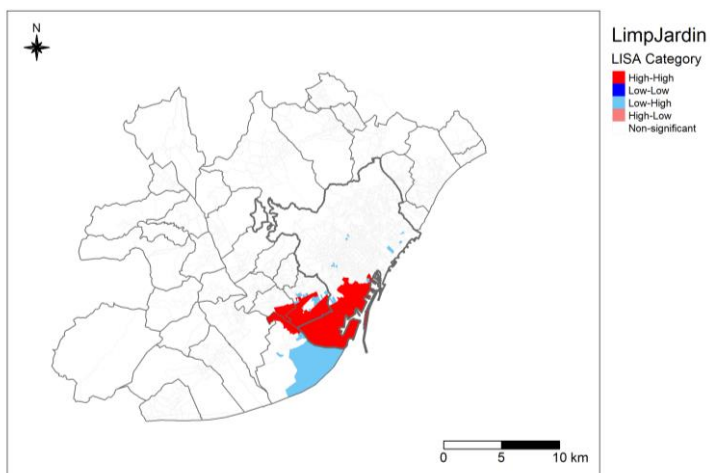 N
LimpJardin
LISA Category
High-High
Low-Low
Low-High
High-Low
Non-significant
0 5 10 km